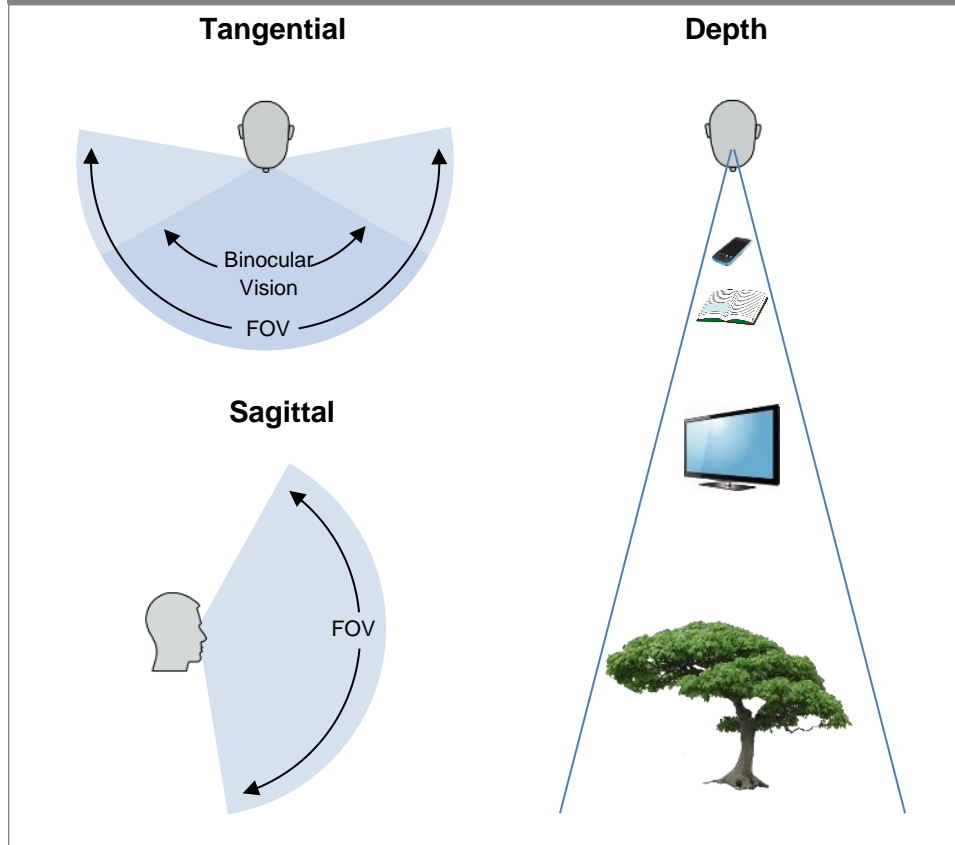 Tangential
Depth
Binocular
Vision
FOV
Sagittal
FOV